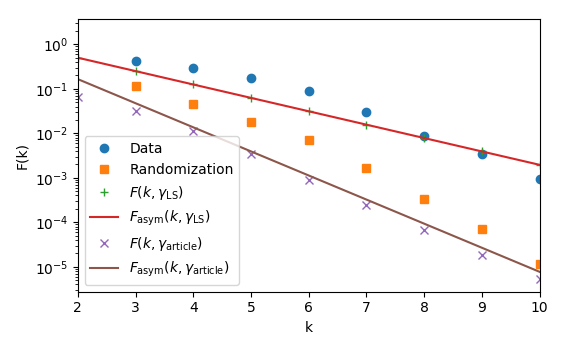 10⁰
10⁻¹
10⁻²
10⁻³
10⁻⁴
10⁻⁵
F(k)
Data
Randomization
F(k, γ_LS)
F_asym(k, γ_LS)
F(k, γ_article)
F_asym(k, γ_article)
2 3 4 5 6 7 8 9 10
k